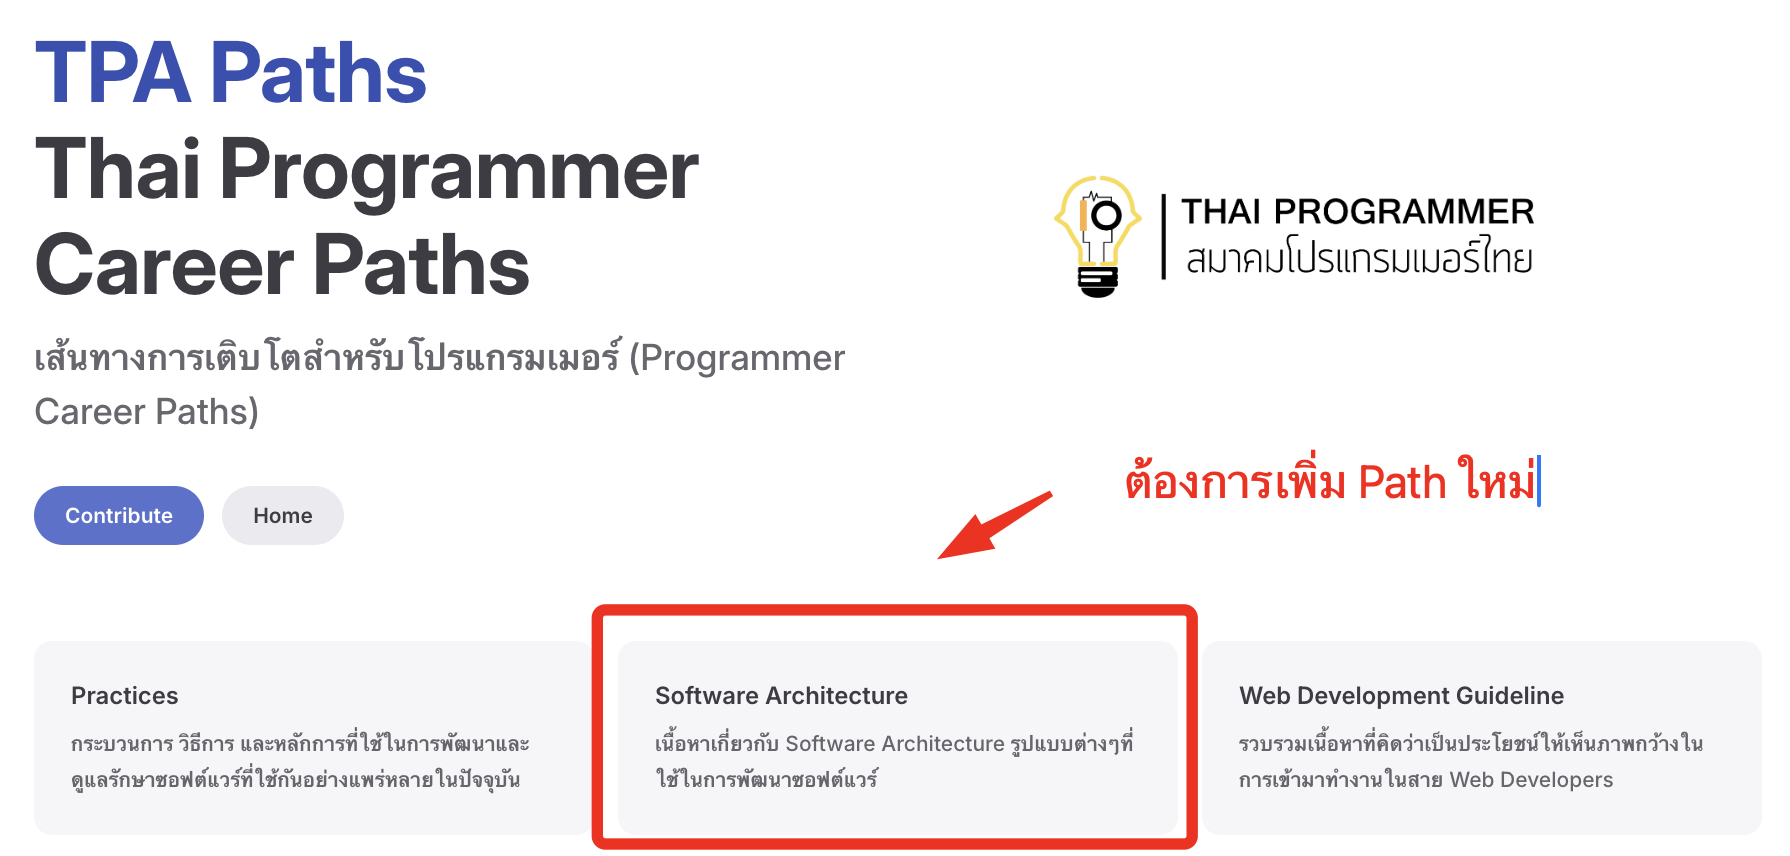 TPA Paths
Thai Programmer
Career Paths
เส้นทางการเติบโตสำหรับโปรแกรมเมอร์ (Programmer
Career Paths)
Contribute
Home
THAI PROGRAMMER
สมาคมโปรแกรมเมอร์ไทย
ต้องการเพิ่ม Path ใหม่
Practices
กระบวนการ วิธีการ และหลักการที่ใช้ในการพัฒนาและ
ดูแลรักษาซอฟต์แวร์ที่ใช้กันอย่างแพร่หลายในปัจจุบัน
Software Architecture
เนื้อหาเกี่ยวกับ Software Architecture รูปแบบต่างๆที่
ใช้ในการพัฒนาซอฟต์แวร์
Web Development Guideline
รวบรวมเนื้อหาที่คิดว่าเป็นประโยชน์ให้เห็นภาพกว้างใน
การเข้ามาทำงานในสาย Web Developers